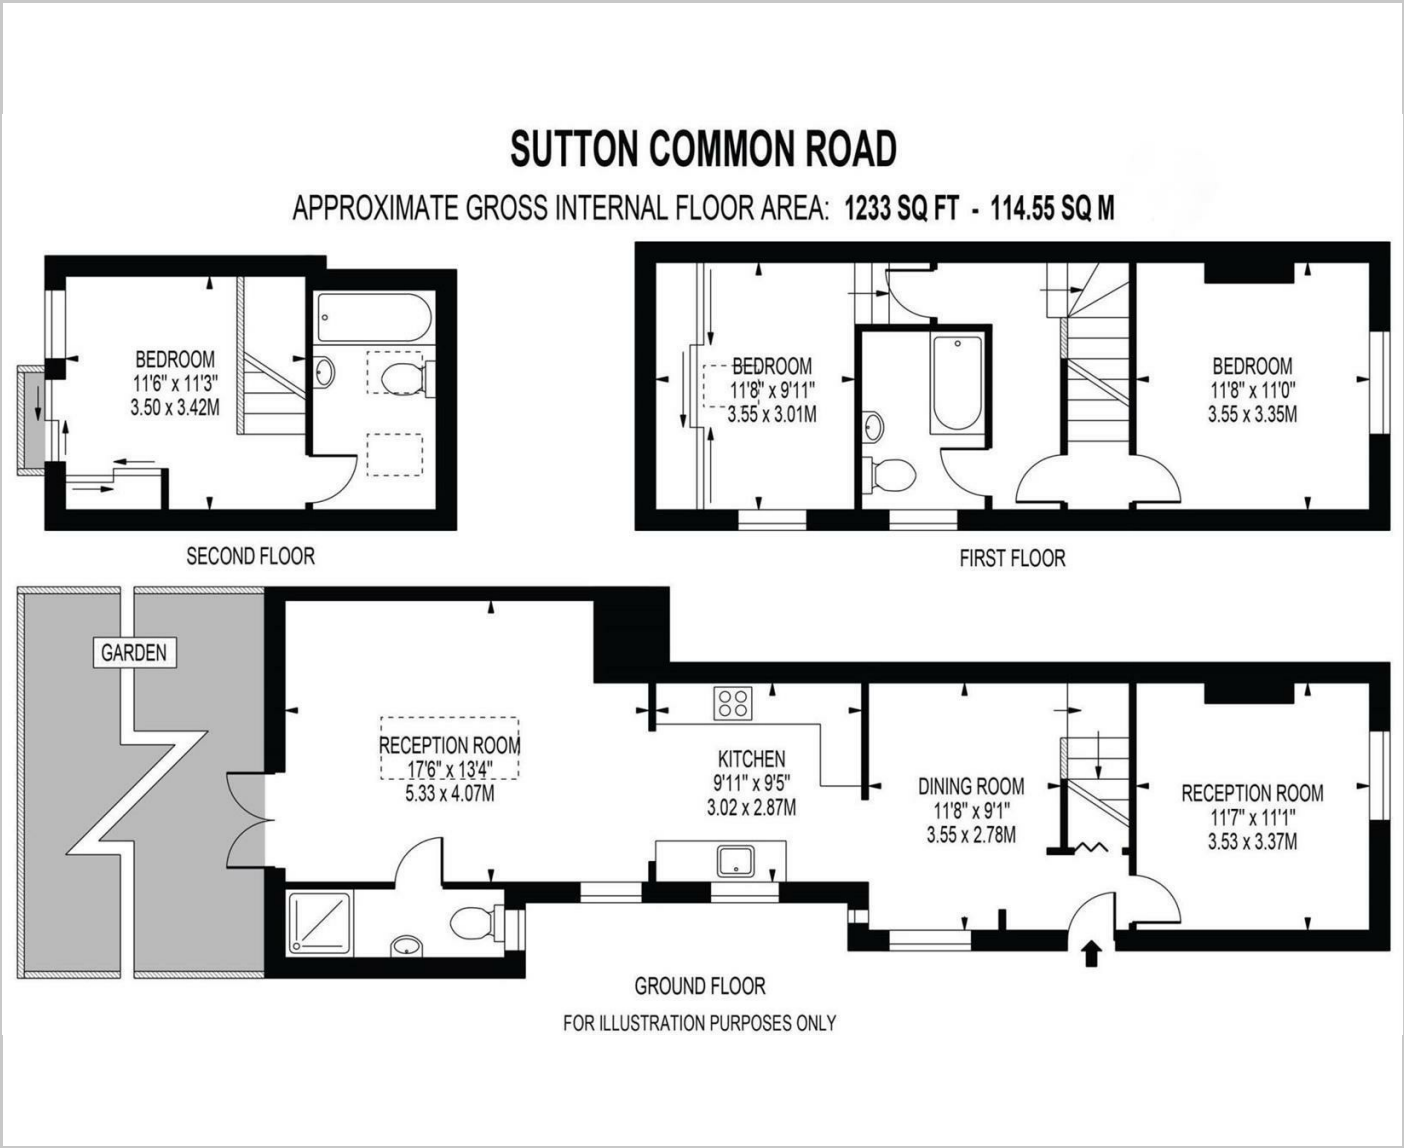 SUTTON COMMON ROAD
APPROXIMATE GROSS INTERNAL FLOOR AREA: 1233 SQ FT - 114.55 SQ M
BEDROOM
11'6" x 11'3"
3.50 x 3.42M
SECOND FLOOR
BEDROOM
11'8" x 9'11"
3.55 x 3.01M
BEDROOM
11'8" x 11'0"
3.55 x 3.35M
FIRST FLOOR
GARDEN
RECEPTION ROOM
17'6" x 13'4"
5.33 x 4.07M
KITCHEN
9'11" x 9'5"
3.02 x 2.87M
DINING ROOM
11'8" x 9'1"
3.55 x 2.78M
RECEPTION ROOM
11'7" x 11'1"
3.53 x 3.37M
GROUND FLOOR
FOR ILLUSTRATION PURPOSES ONLY